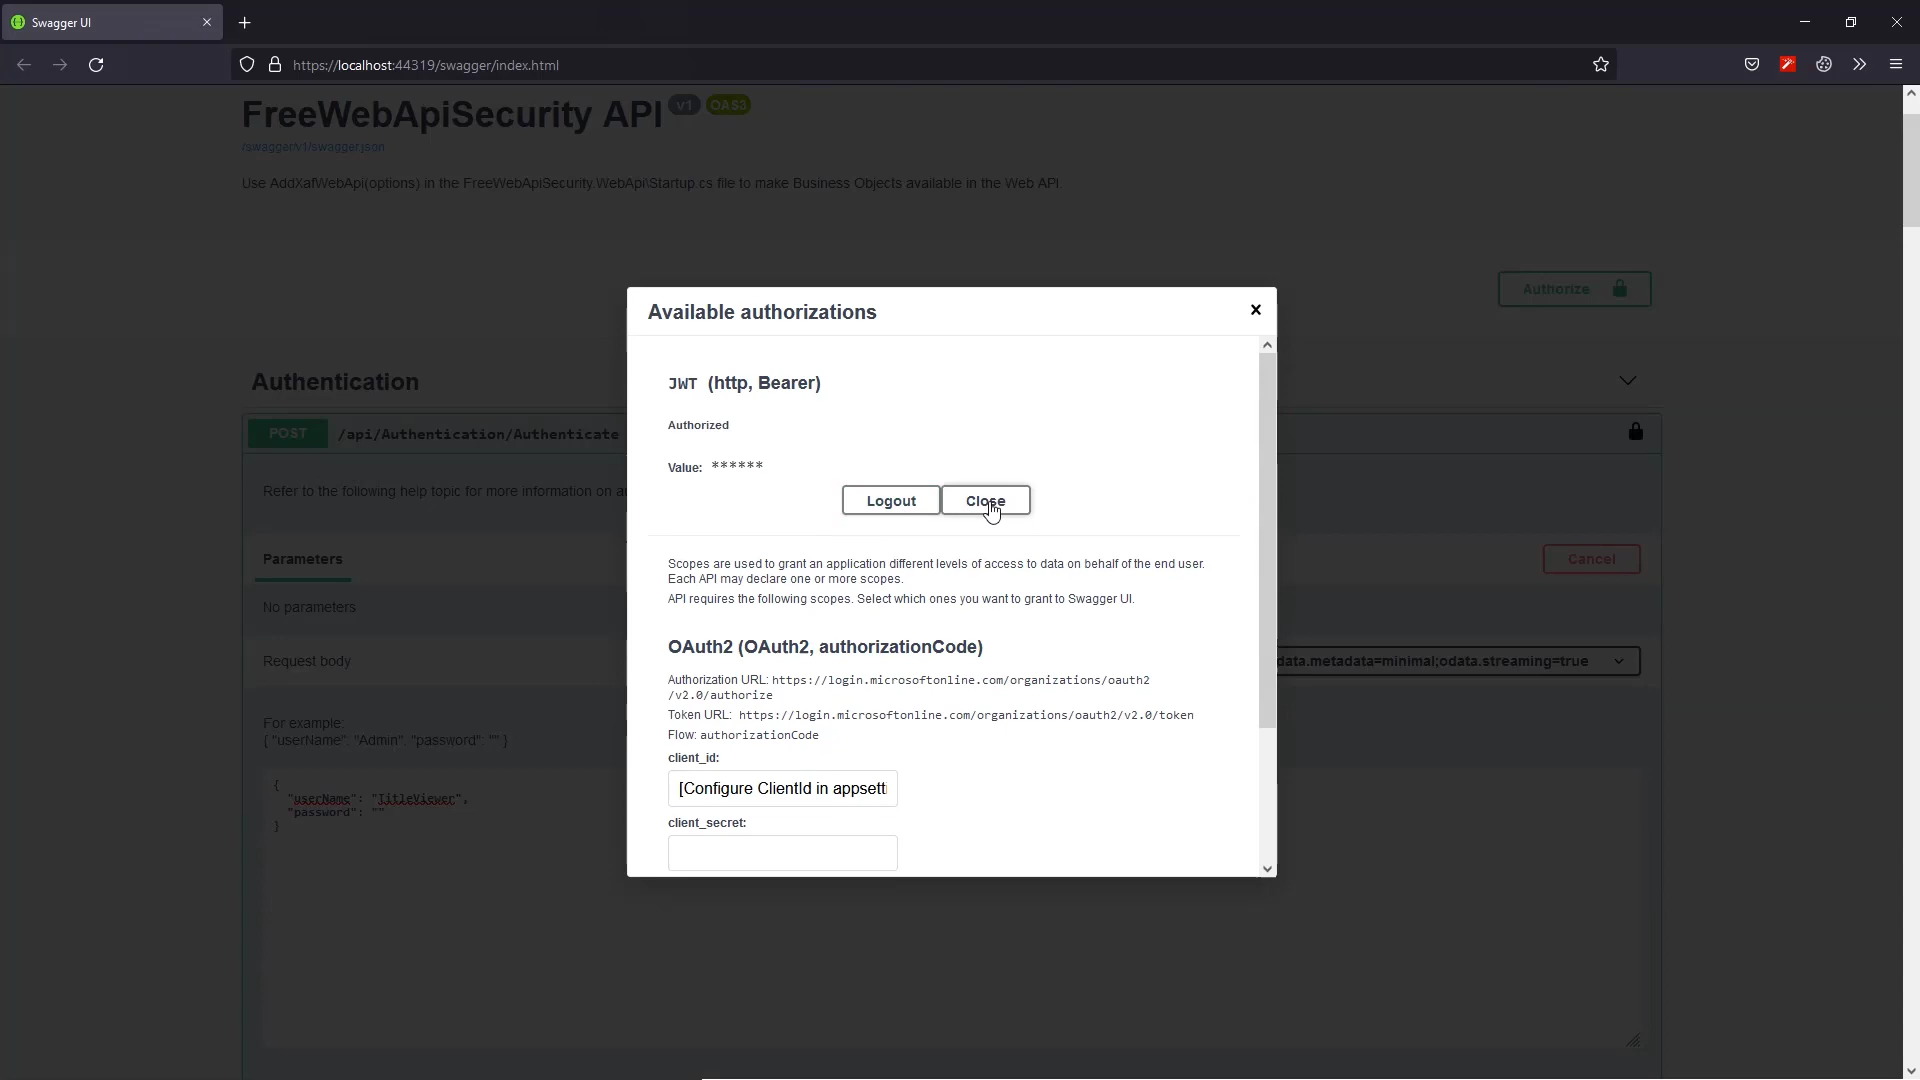 Swagger UI
https://localhost:44319/swagger/index.html
FreeWebApiSecurity API v1 OAS3
/swagger/v1/swagger.json
Use AddXafWebApi(options) in the FreeWebApiSecurity.WebApi\Startup.cs file to make Business Objects available in the Web API.
Authorize
Available authorizations
JWT (http, Bearer)
Authorized
Value: ******
Logout
Close
Scopes are used to grant an application different levels of access to data on behalf of the end user.
Each API may declare one or more scopes.
API requires the following scopes. Select which ones you want to grant to Swagger UI.
OAuth2 (OAuth2, authorizationCode)
Authorization URL: https://login.microsoftonline.com/organizations/oauth2
/v2.0/authorize
Token URL: https://login.microsoftonline.com/organizations/oauth2/v2.0/token
Flow: authorizationCode
client_id:
[Configure ClientId in appsetti
client_secret:
Authentication
POST /api/Authentication/Authenticate
Refer to the following help topic for more information on
Parameters
Cancel
No parameters
Request body
data.metadata=minimal;odata.streaming=true
For example:
{ "userName": "Admin", "password": "" }
{
"userName": "TitleViewer",
"password": ""
}